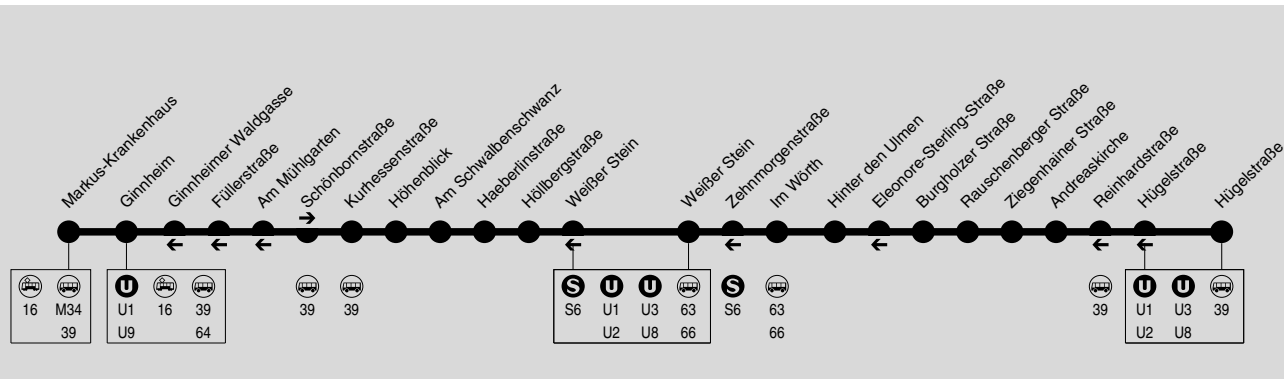 Markus-Krankenhaus
Ginnheim
Ginnheimer Waldgasse
Füllerstraße
Am Mühlgarten
Schönbornstraße
Kurhessenstraße
Höhenblick
Am Schwalbenschwanz
Haeberlinstraße
Höllbergstraße
Weißer Stein
Weißer Stein
Zehnmorgenstraße
Im Wörth
Hinter den Ulmen
Eleonore-Sterling-Straße
Burgholzer Straße
Rauschenberger Straße
Ziegenhainer Straße
Andreaskirche
Reinhardstraße
Hügelstraße
Hügelstraße
U S U U S U U
16 M34 U1 16 39 39 39 S6 U1 U3 63 S6 63 39 U1 U3 39
39 U9 64 U2 U8 66 66 U2 U8